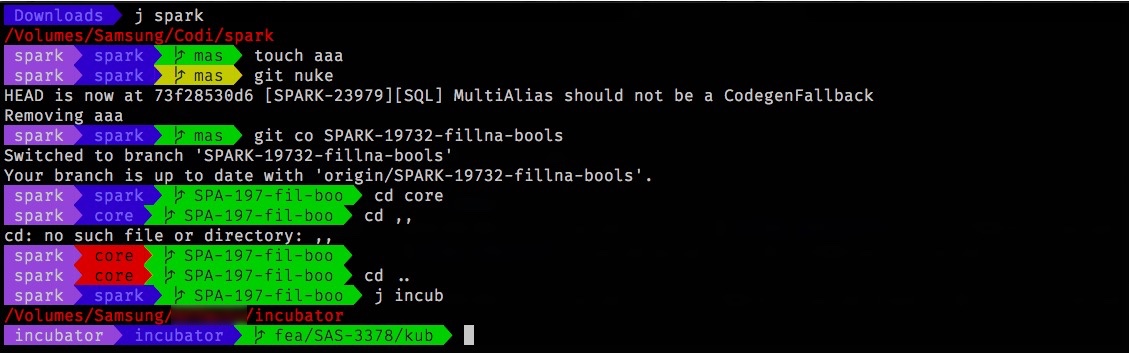 Downloads j spark
/Volumes/Samsung/Codi/spark
spark spark mas touch aaa
spark spark mas git nuke
HEAD is now at 73f28530d6 [SPARK-23979][SQL] MultiAlias should not be a CodegenFallback
Removing aaa
spark spark mas git co SPARK-19732-fillna-bools
Switched to branch 'SPARK-19732-fillna-bools'
Your branch is up to date with 'origin/SPARK-19732-fillna-bools'.
spark spark SPA-197-fil-boo cd core
spark core SPA-197-fil-boo cd ,,
cd: no such file or directory: ,,
spark core SPA-197-fil-boo
spark core SPA-197-fil-boo cd ..
spark spark SPA-197-fil-boo j incub
/Volumes/Samsung/ /incubator
incubator incubator fea/SAS-3378/kub